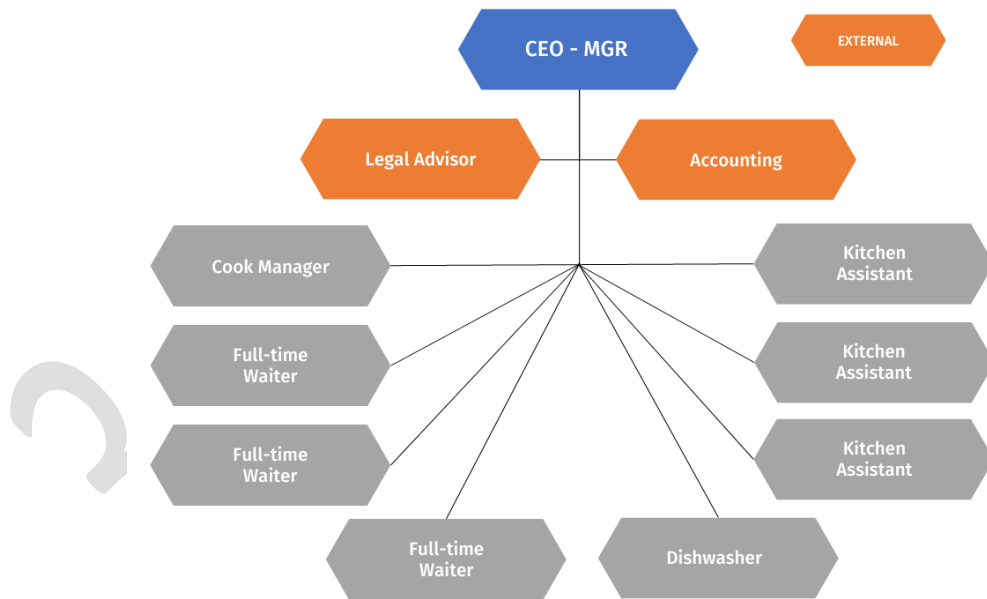 CEO - MGR
EXTERNAL
Legal Advisor
Accounting
Cook Manager
Kitchen
Assistant
Full-time
Waiter
Kitchen
Assistant
Full-time
Waiter
Kitchen
Assistant
Full-time
Waiter
Dishwasher